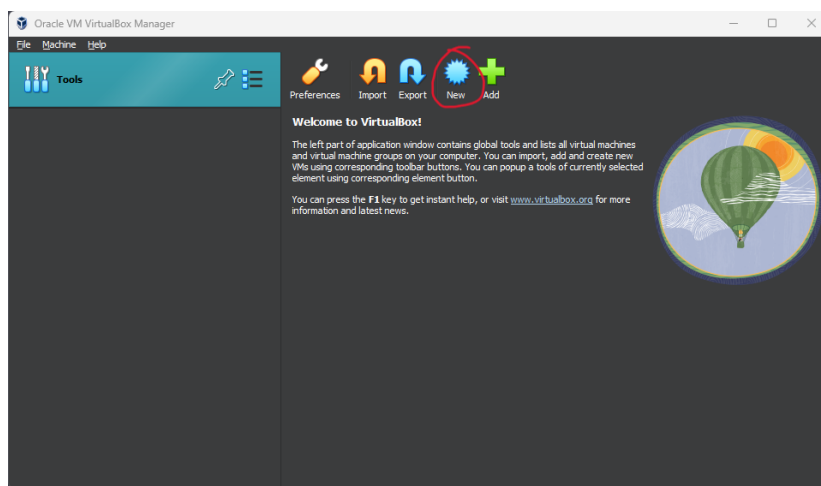 Oracle VM VirtualBox Manager
File Machine Help
Tools
Preferences Import Export New Add
Welcome to VirtualBox!
The left part of application window contains global tools and lists all virtual machines
and virtual machine groups on your computer. You can import, add and create new
VMs using corresponding toolbar buttons. You can popup a tools of currently selected
element using corresponding element button.
You can press the F1 key to get instant help, or visit www.virtualbox.org for more
information and latest news.